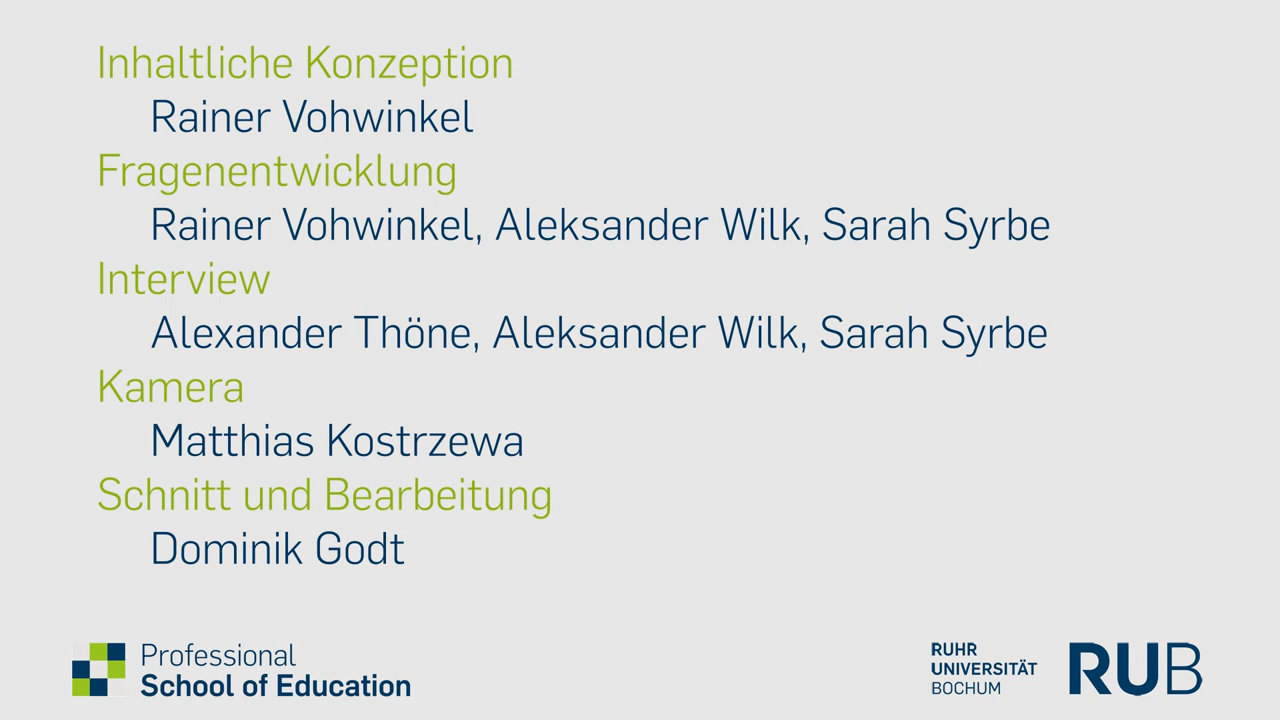 Inhaltliche Konzeption
Rainer Vohwinkel
Fragenentwicklung
Rainer Vohwinkel, Aleksander Wilk, Sarah Syrbe
Interview
Alexander Thöne, Aleksander Wilk, Sarah Syrbe
Kamera
Matthias Kostrzewa
Schnitt und Bearbeitung
Dominik Godt
Professional
School of Education
RUHR
UNIVERSITÄT
BOCHUM
RUB